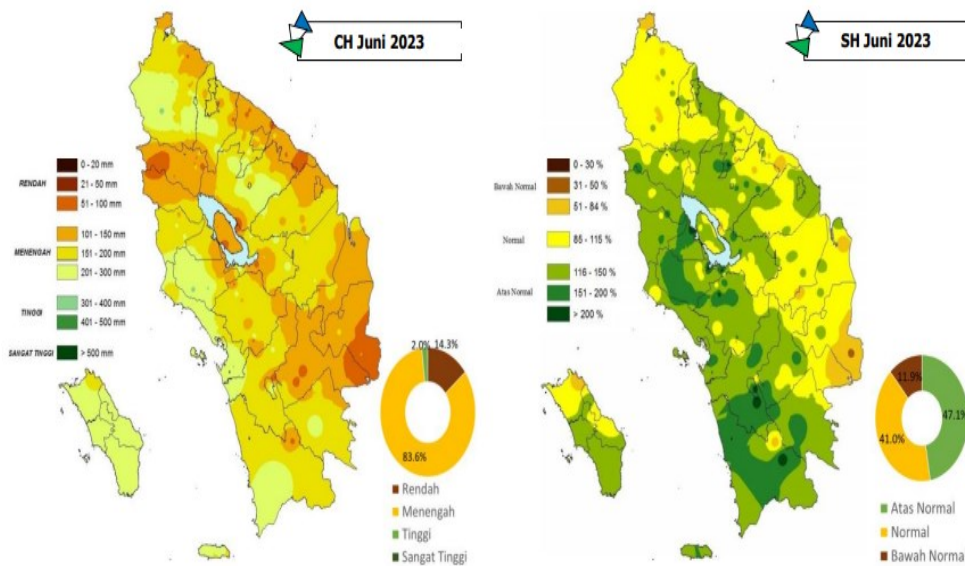 CH Juni 2023
RENDAH
0 - 20 mm
21 - 50 mm
51 - 100 mm
MENENGAH
101 - 150 mm
151 - 200 mm
201 - 300 mm
TINGGI
301 - 400 mm
401 - 500 mm
SANGAT TINGGI
> 500 mm
2.0%
14.3%
83.6%
Rendah
Menengah
Tinggi
Sangat Tinggi
SH Juni 2023
Bawah Normal
0 - 30 %
31 - 50 %
51 - 84 %
Normal
85 - 115 %
Atas Normal
116 - 150 %
151 - 200 %
> 200 %
11.9%
47.1%
41.0%
Atas Normal
Normal
Bawah Normal